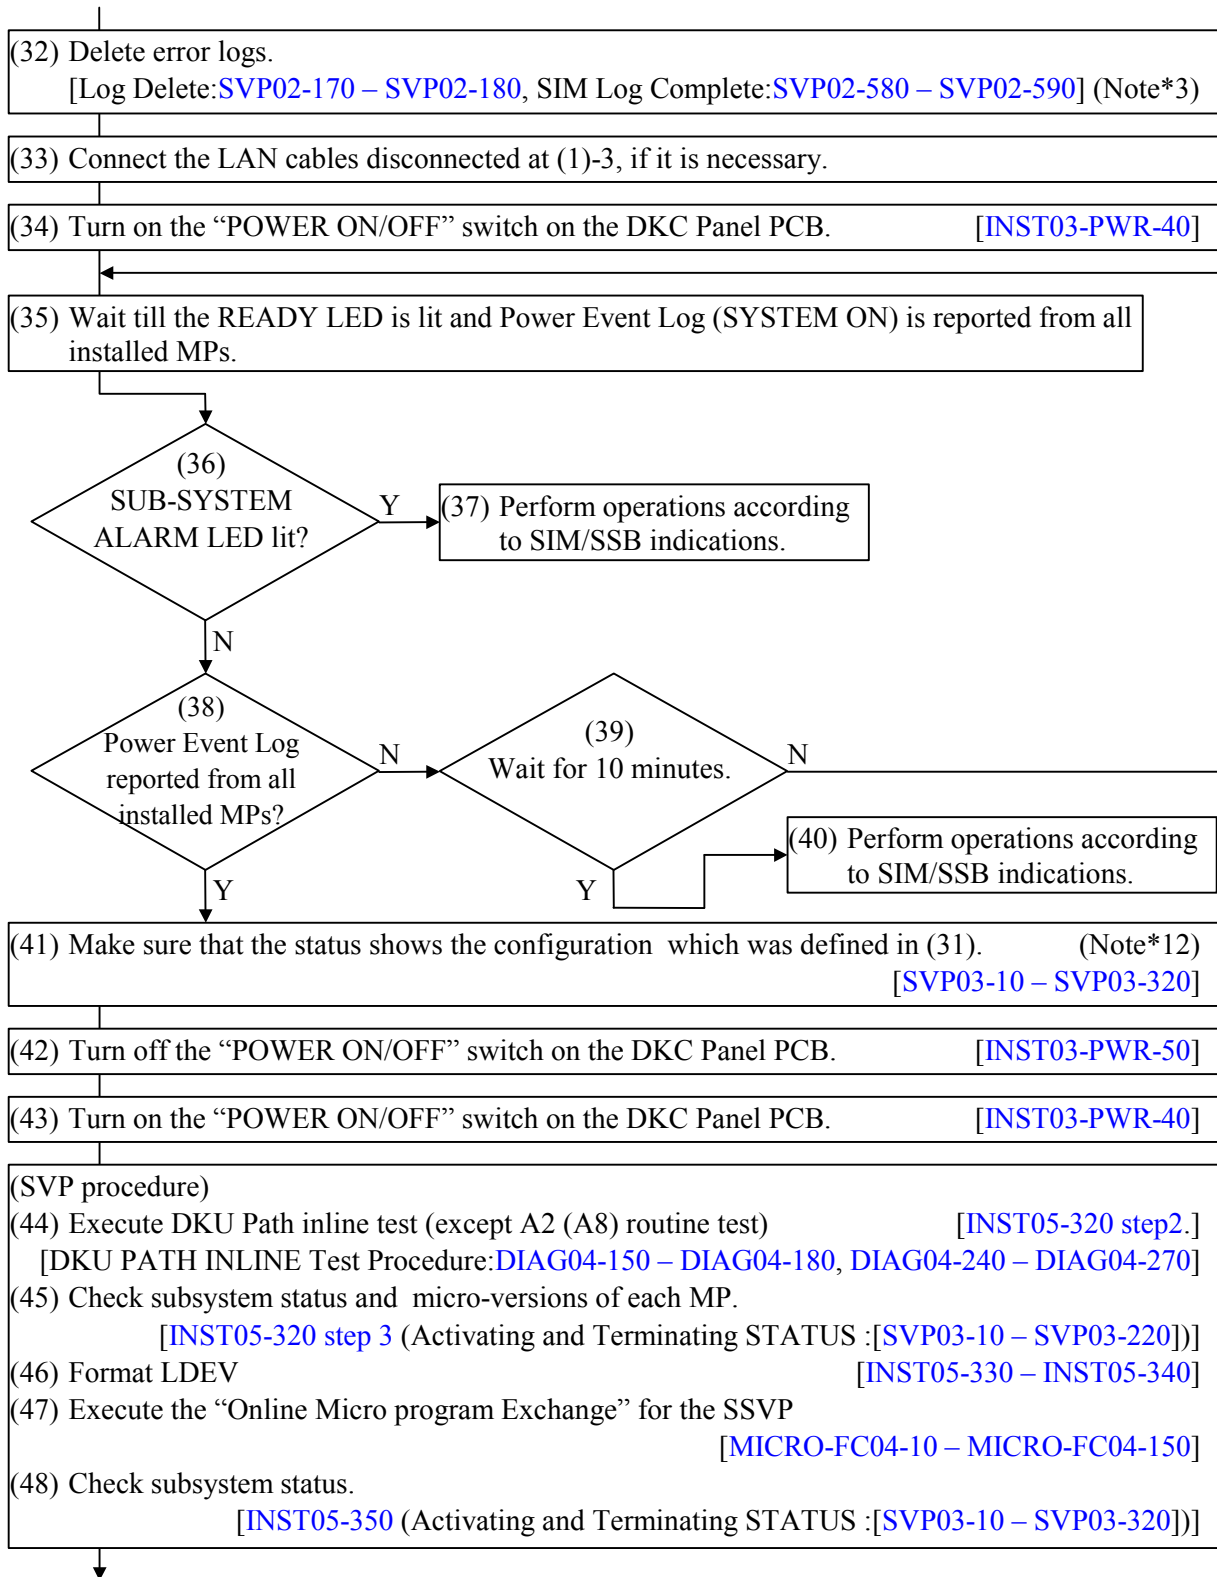 (32) Delete error logs.
[Log Delete:SVP02-170 – SVP02-180, SIM Log Complete:SVP02-580 – SVP02-590] (Note*3)
(33) Connect the LAN cables disconnected at (1)-3, if it is necessary.
(34) Turn on the “POWER ON/OFF” switch on the DKC Panel PCB. [INST03-PWR-40]
(35) Wait till the READY LED is lit and Power Event Log (SYSTEM ON) is reported from all
installed MPs.
(36)
SUB-SYSTEM
ALARM LED lit?
Y
(37) Perform operations according
to SIM/SSB indications.
N
(38)
Power Event Log
reported from all
installed MPs?
N
(39)
Wait for 10 minutes.
N
(40) Perform operations according
to SIM/SSB indications.
Y
Y
(41) Make sure that the status shows the configuration which was defined in (31). (Note*12)
[SVP03-10 – SVP03-320]
(42) Turn off the “POWER ON/OFF” switch on the DKC Panel PCB. [INST03-PWR-50]
(43) Turn on the “POWER ON/OFF” switch on the DKC Panel PCB. [INST03-PWR-40]
(SVP procedure)
(44) Execute DKU Path inline test (except A2 (A8) routine test) [INST05-320 step2.]
[DKU PATH INLINE Test Procedure:DIAG04-150 – DIAG04-180, DIAG04-240 – DIAG04-270]
(45) Check subsystem status and micro-versions of each MP.
[INST05-320 step 3 (Activating and Terminating STATUS :[SVP03-10 – SVP03-220])]
(46) Format LDEV [INST05-330 – INST05-340]
(47) Execute the “Online Micro program Exchange” for the SSVP
[MICRO-FC04-10 – MICRO-FC04-150]
(48) Check subsystem status.
[INST05-350 (Activating and Terminating STATUS :[SVP03-10 – SVP03-320])]